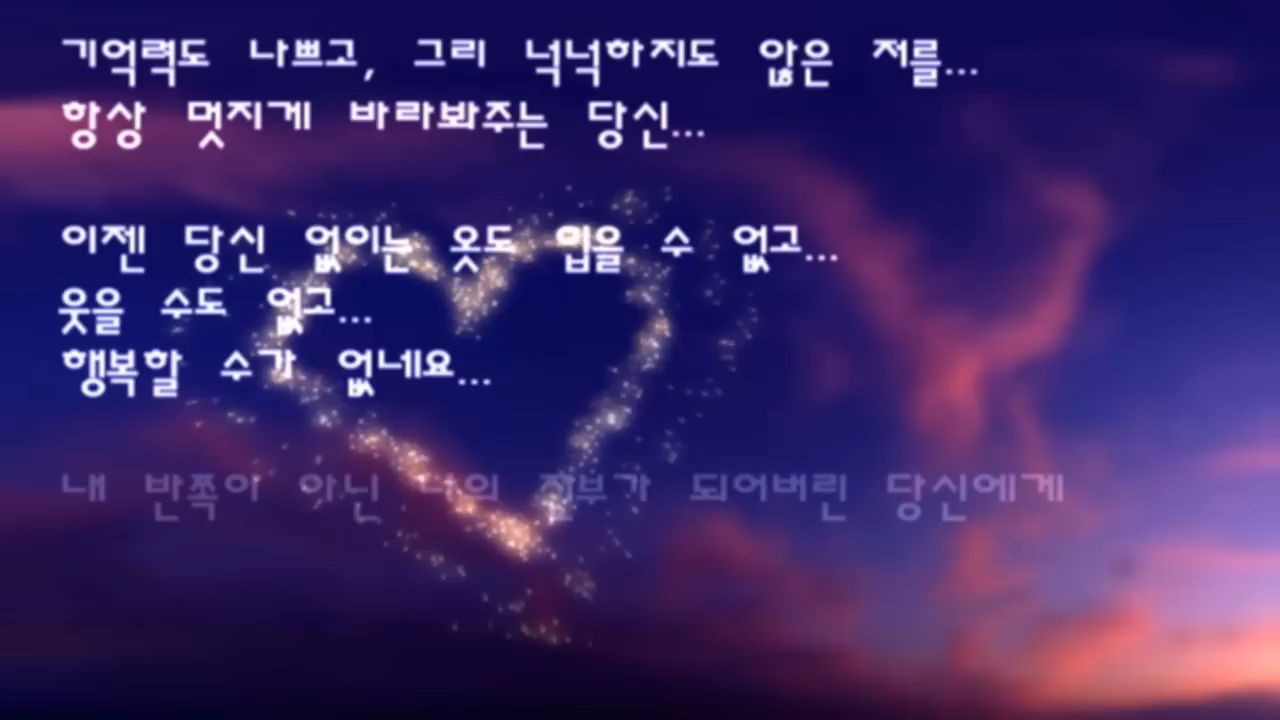 기억력도 나쁘고, 그리 넉넉하지도 않은 저를...
항상 멋지게 바라봐주는 당신...
이젠 당신 없이는 옷도 입을 수 없고...
웃을 수도 없고...
행복할 수가 없네요...
내 반쪽이 아닌 나의 전부가 되어버린 당신에게